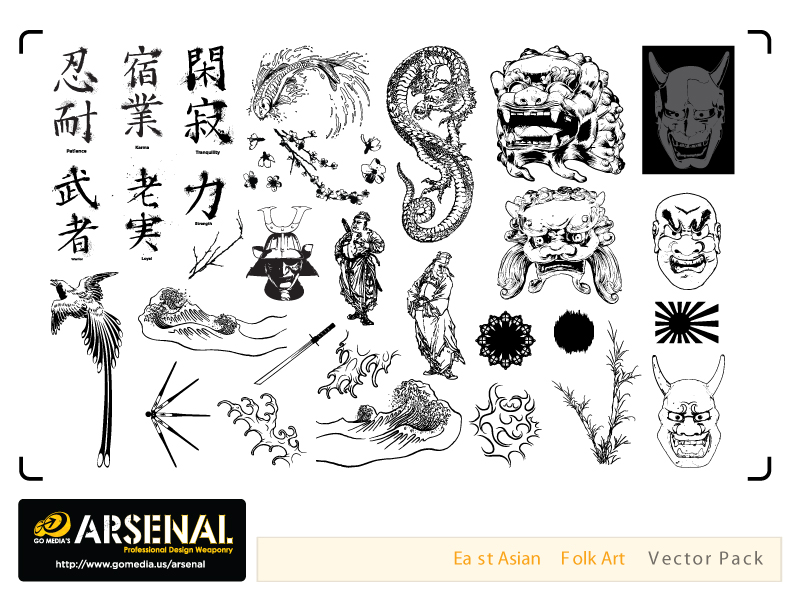 忍耐
Patience
宿業
Karma
閑寂
Tranquility
武者
Warrior
老実
Loyal
力
Strength
GO MEDIA'S
ARSENAL
Professional Design Weaponry
http://www.gomedia.us/arsenal
Ea st Asian Folk Art Vector Pack